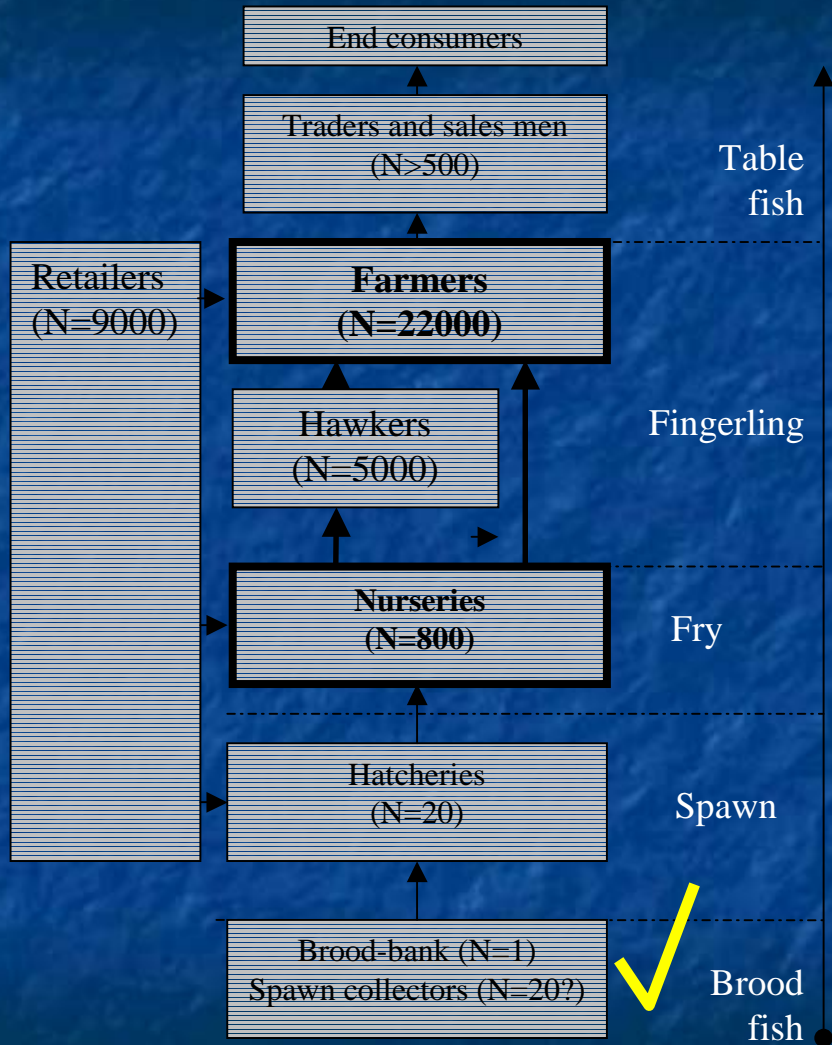 End consumers
Traders and sales men
(N>500)
Table
fish
Retailers
(N=9000)
Farmers
(N=22000)
Hawkers
(N=5000)
Fingerling
Nurseries
(N=800)
Fry
Hatcheries
(N=20)
Spawn
Brood-bank (N=1)
Spawn collectors (N=20?)
Brood
fish